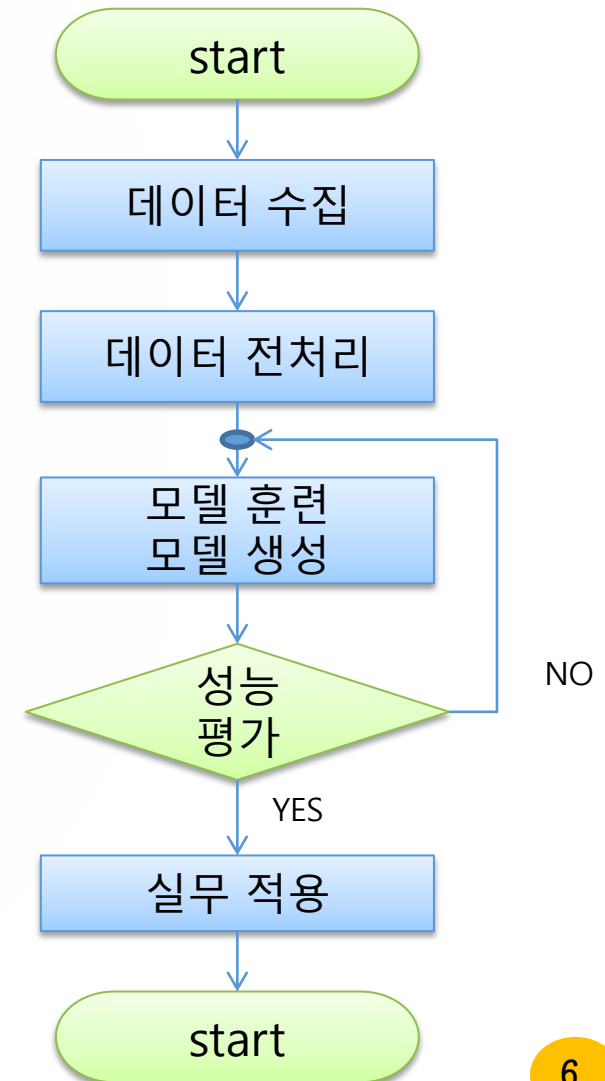 start
데이터 수집
데이터 전처리
모델 훈련
모델 생성
성능
평가
NO
YES
실무 적용
start
6